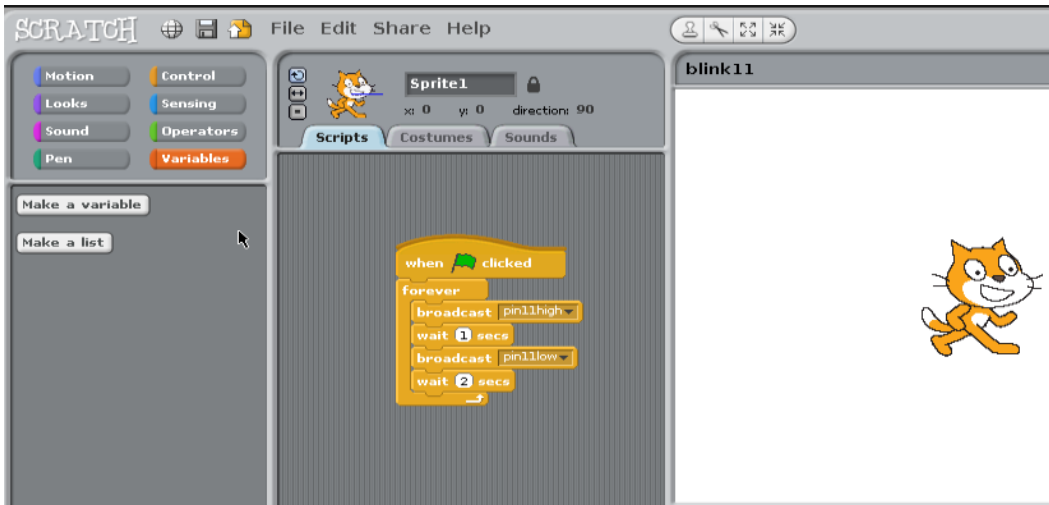 SCRATCH File Edit Share Help
Motion Control
Looks Sensing
Sound Operators
Pen Variables
Make a variable
Make a list
Sprite1
x: 0 y: 0 direction: 90
Scripts Costumes Sounds
when clicked
forever
broadcast pin11high
wait 1 secs
broadcast pin11low
wait 2 secs
blink11